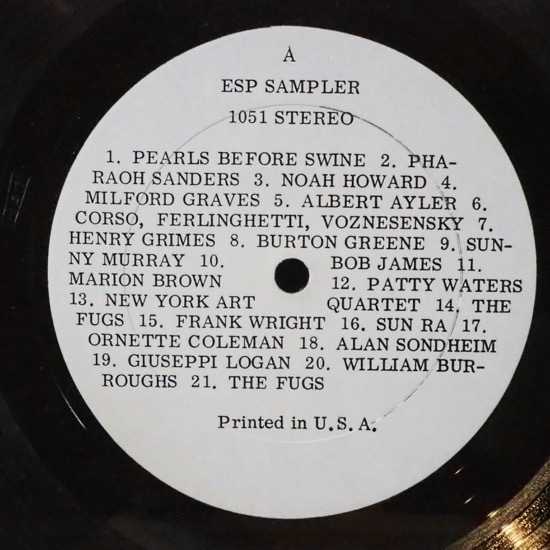 A
ESP SAMPLER
1051 STEREO
1. PEARLS BEFORE SWINE 2. PHA-
RAOH SANDERS 3. NOAH HOWARD 4.
MILFORD GRAVES 5. ALBERT AYLER 6.
CORSO, FERLINGHETTI, VOZNESENSKY 7.
HENRY GRIMES 8. BURTON GREENE 9. SUN-
NY MURRAY 10. BOB JAMES 11.
MARION BROWN 12. PATTY WATERS
13. NEW YORK ART QUARTET 14. THE
FUGS 15. FRANK WRIGHT 16. SUN RA 17.
ORNETTE COLEMAN 18. ALAN SONDHEIM
19. GIUSEPPI LOGAN 20. WILLIAM BUR-
ROUGHS 21. THE FUGS
Printed in U.S.A.